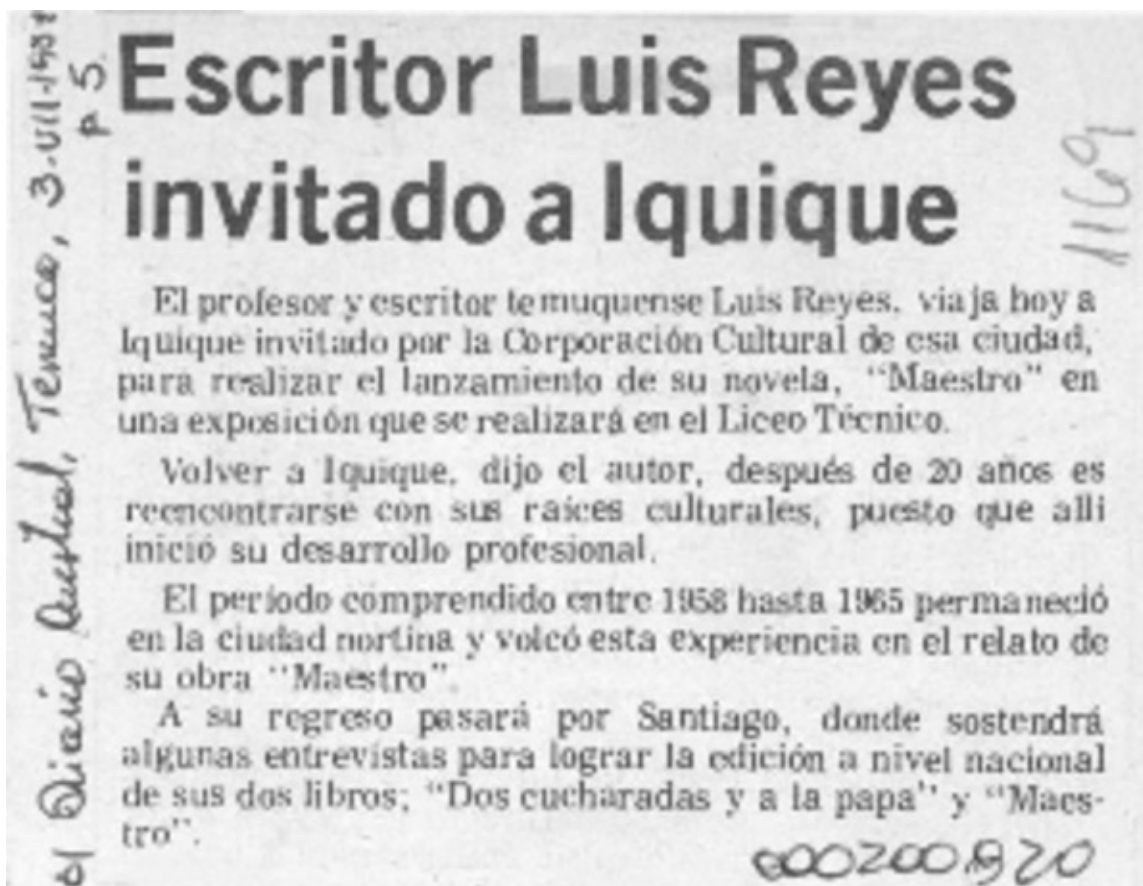 Escritor Luis Reyes
invitado a Iquique
El profesor y escritor temuquense Luis Reyes, viaja hoy a
Iquique invitado por la Corporación Cultural de esa ciudad,
para realizar el lanzamiento de su novela, "Maestro" en
una exposición que se realizará en el Liceo Técnico.
Volver a Iquique, dijo el autor, después de 20 años es
reencontrarse con sus raíces culturales, puesto que allí
inició su desarrollo profesional.
El período comprendido entre 1958 hasta 1965 permaneció
en la ciudad nortina y volcó esta experiencia en el relato de
su obra "Maestro".
A su regreso pasará por Santiago, donde sostendrá
algunas entrevistas para lograr la edición a nivel nacional
de sus dos libros; "Dos cucharadas y a la papa" y "Maes-
tro".
El Diario Austral, Temuco, 3-VII-
p 5.
1169
000200820